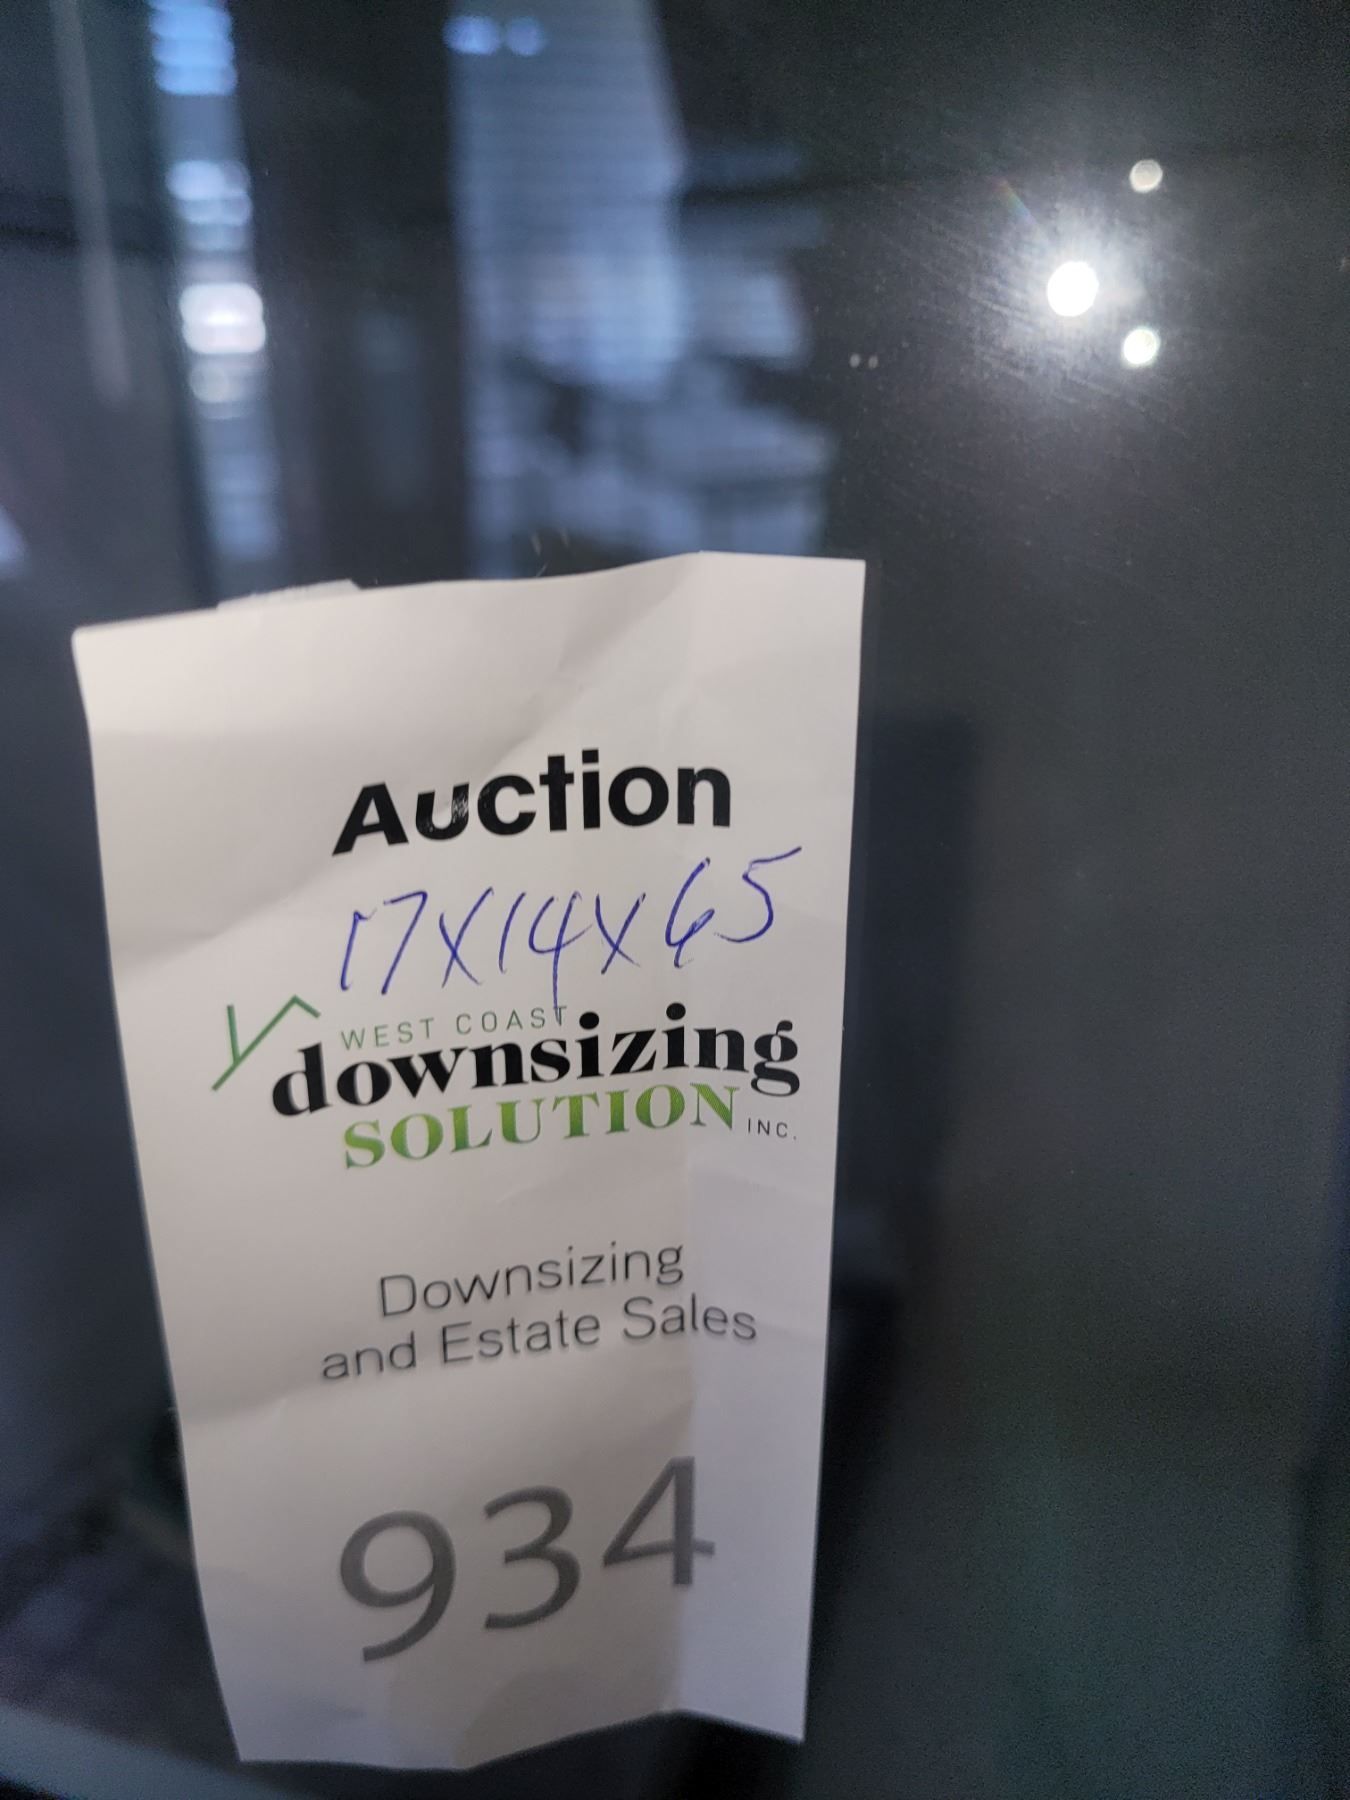 Auction
17X14X65
WEST COAST
downsizing
SOLUTION INC.
Downsizing
and Estate Sales
934